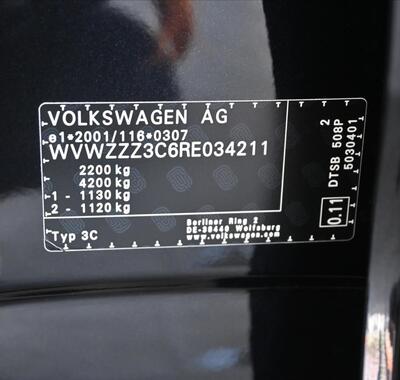 VOLKSWAGEN AG
e1*2001/116*0307
WVWZZZ3C6RE034211
2200 kg
4200 kg
1 - 1130 kg
2 - 1120 kg
Typ 3C
Berliner Ring 2
DE-38440 Wolfsburg
www.volkswagen.com
2
DTSB 508P
5030401
0.11